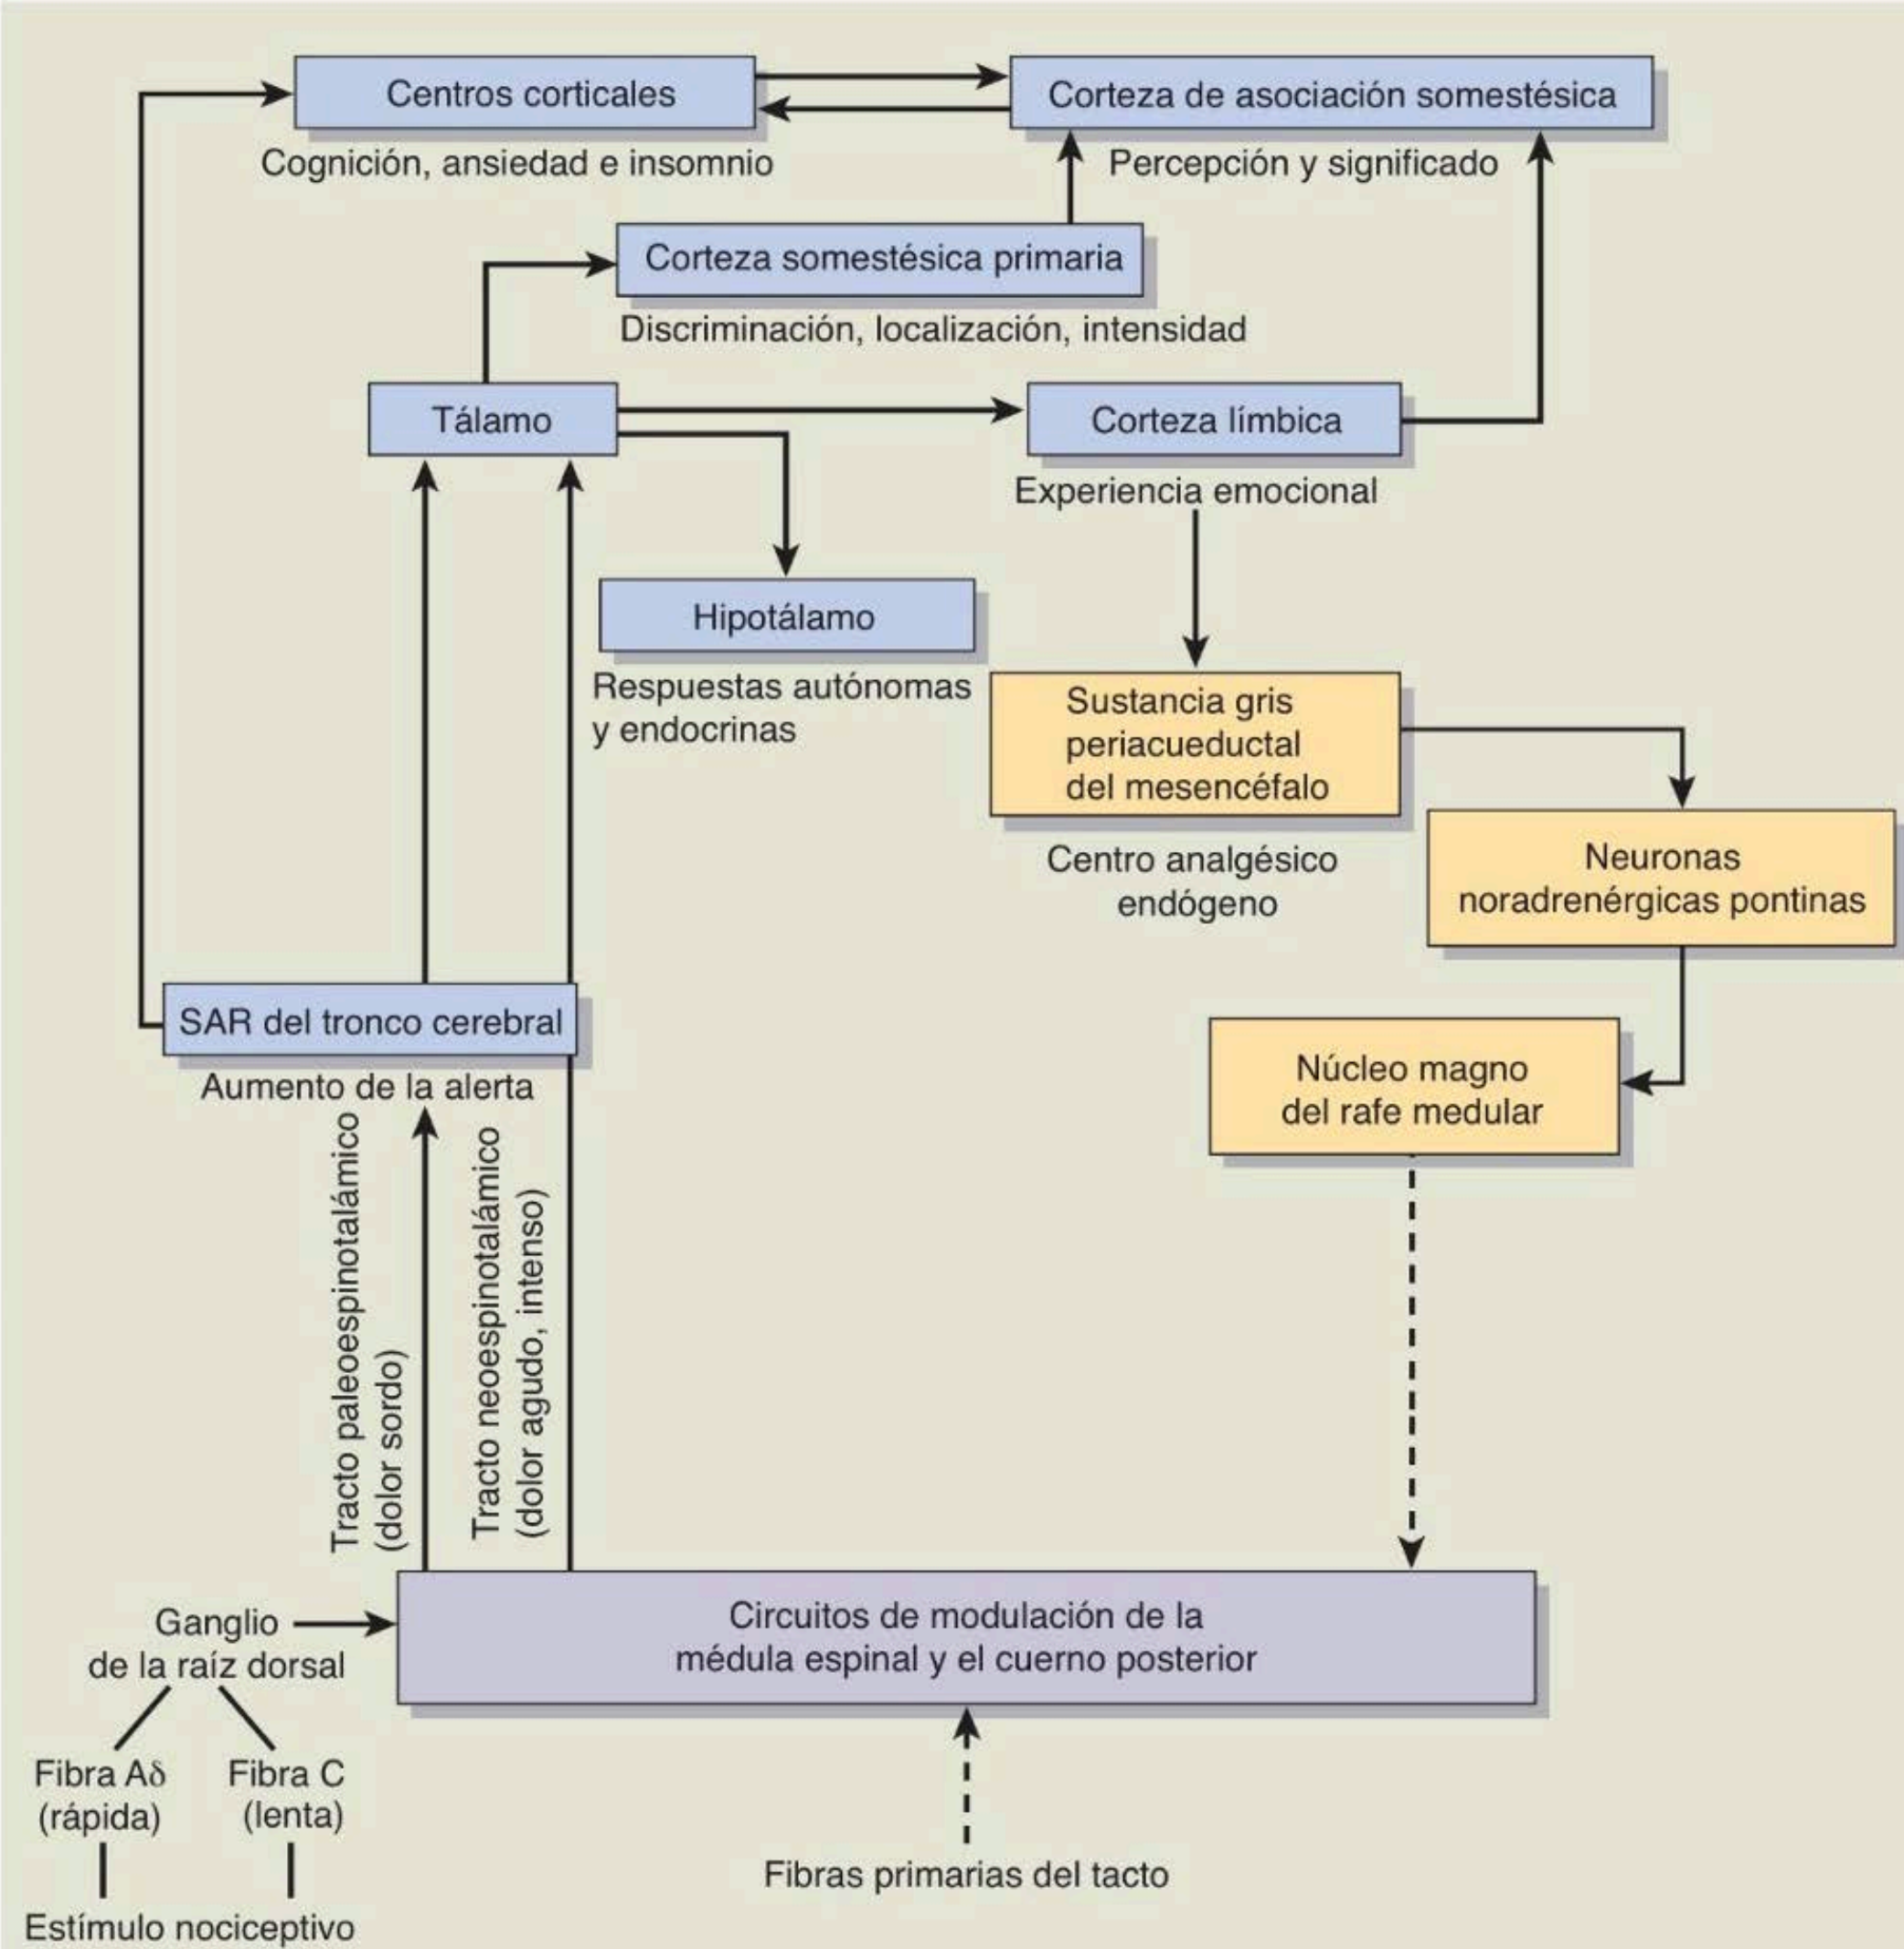 Centros corticales
Corteza de asociación somestésica
Cognición, ansiedad e insomnio
Percepción y significado
Corteza somestésica primaria
Discriminación, localización, intensidad
Tálamo
Corteza límbica
Experiencia emocional
Hipotálamo
Respuestas autónomas
y endocrinas
Sustancia gris
periacueductal
del mesencéfalo
Centro analgésico
endógeno
Neuronas
noradrenérgicas pontinas
SAR del tronco cerebral
Aumento de la alerta
Núcleo magno
del rafe medular
Tracto paleoespinotalámico
(dolor sordo)
Tracto neoespinotalámico
(dolor agudo, intenso)
Circuitos de modulación de la
médula espinal y el cuerno posterior
Ganglio
de la raíz dorsal
Fibra Aδ
(rápida)
Fibra C
(lenta)
Estímulo nociceptivo
Fibras primarias del tacto